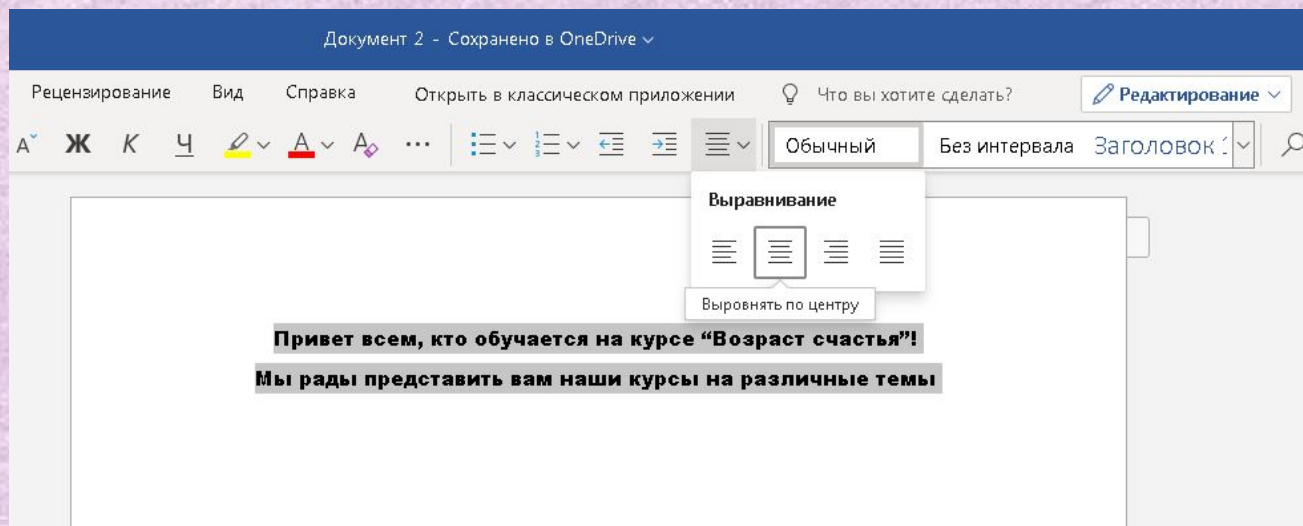 Документ 2 - Сохранено в OneDrive
Рецензирование Вид Справка Открыть в классическом приложении Что вы хотите сделать? Редактирование
A Ж К Ч A A ... Обычный Без интервала Заголовок 1
Выравнивание
Выровнять по центру
Привет всем, кто обучается на курсе “Возраст счастья”!
Мы рады представить вам наши курсы на различные темы